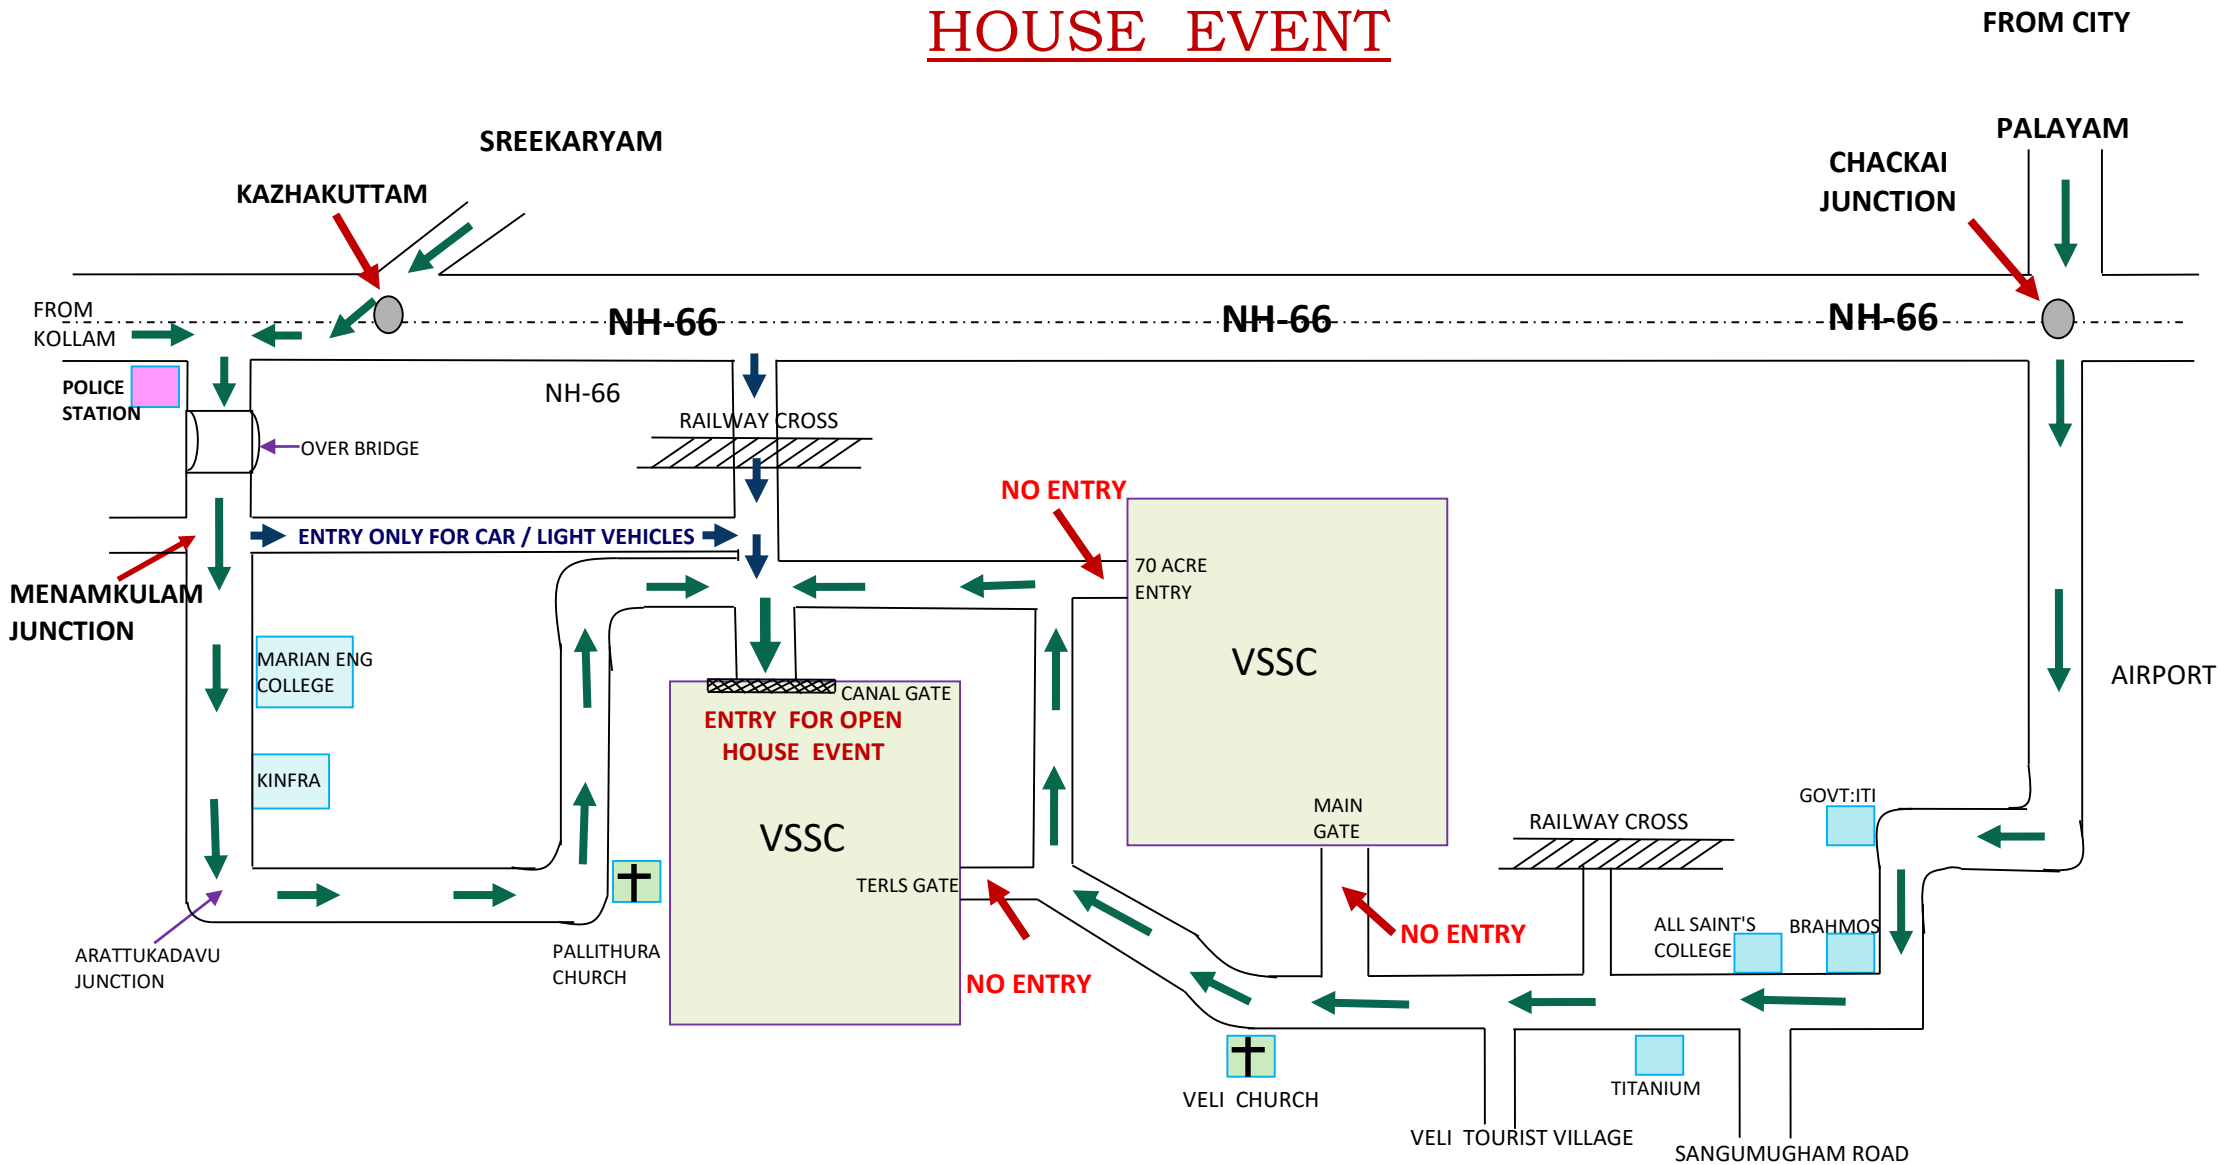 HOUSE EVENT
FROM CITY
PALAYAM
SREEKARYAM
CHACKAI
JUNCTION
KAZHAKUTTAM
FROM
KOLLAM
NH-66
NH-66
NH-66
POLICE
STATION
NH-66
RAILWAY CROSS
OVER BRIDGE
NO ENTRY
ENTRY ONLY FOR CAR / LIGHT VEHICLES
70 ACRE
ENTRY
MENAMKULAM
JUNCTION
MARIAN ENG
COLLEGE
VSSC
AIRPORT
CANAL GATE
ENTRY FOR OPEN
HOUSE EVENT
KINFRA
MAIN
GATE
GOVT:ITI
RAILWAY CROSS
VSSC
TERLS GATE
ALL SAINT'S
COLLEGE
BRAHMOS
NO ENTRY
ARATTUKADAVU
JUNCTION
PALLITHURA
CHURCH
NO ENTRY
TITANIUM
VELI CHURCH
VELI TOURIST VILLAGE
SANGUMUGHAM ROAD